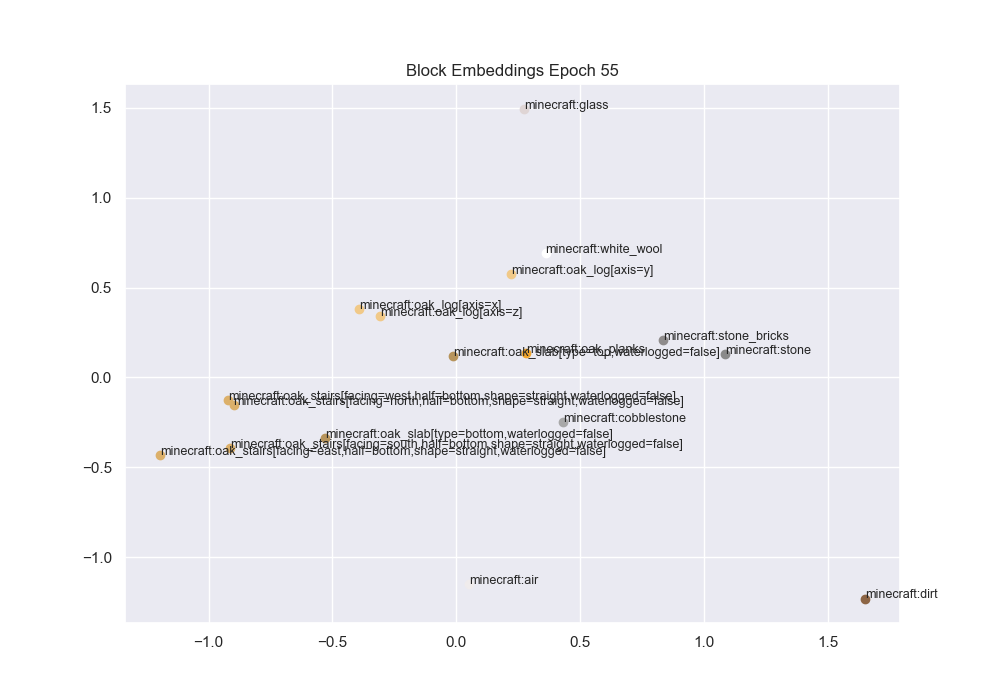 Block Embeddings Epoch 55
1.5
minecraft:glass
1.0
minecraft:white_wool
minecraft:oak_log[axis=y]
0.5
minecraft:oak_log[axis=x]
minecraft:oak_log[axis=z]
minecraft:stone_bricks
minecraft:oak_planks
minecraft:stone
minecraft:oak_slab[type=top,waterlogged=false]
0.0
minecraft:oak_stairs[facing=west,half=bottom,shape=straight,waterlogged=false]
minecraft:oak_stairs[facing=north,half=bottom,shape=straight,waterlogged=false]
minecraft:cobblestone
minecraft:oak_slab[type=bottom,waterlogged=false]
minecraft:oak_stairs[facing=south,half=bottom,shape=straight,waterlogged=false]
minecraft:oak_stairs[facing=east,half=bottom,shape=straight,waterlogged=false]
−0.5
−1.0
minecraft:air
minecraft:dirt
−1.0 −0.5 0.0 0.5 1.0 1.5